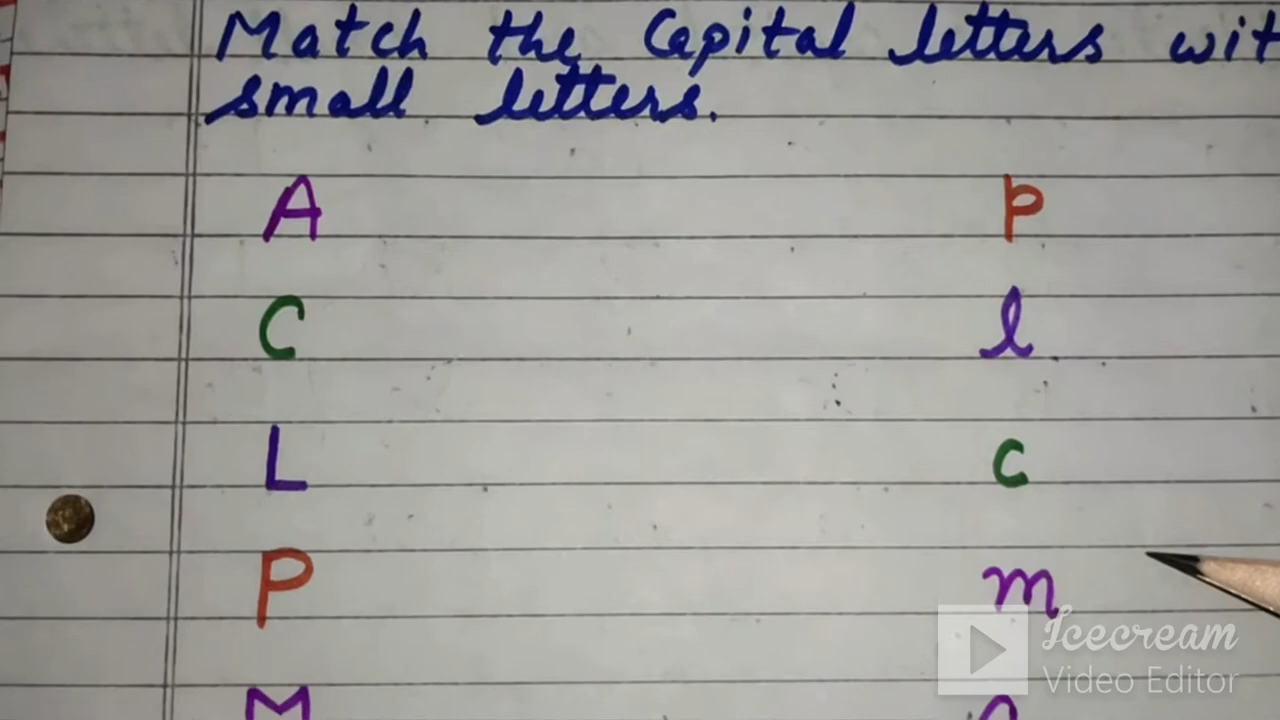 Match the Capital letters wit
small letters.
A p
C l
L c
P m
M
Icecream
Video Editor